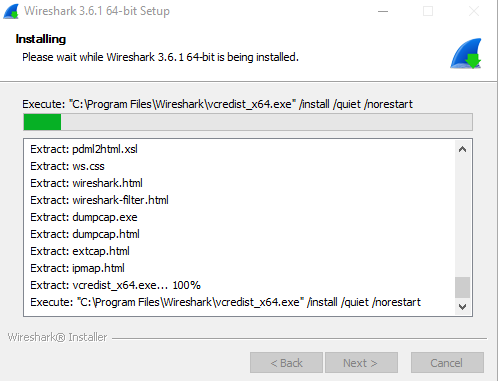 Wireshark 3.6.1 64-bit Setup
Installing
Please wait while Wireshark 3.6.1 64-bit is being installed.
Execute: "C:\Program Files\Wireshark\vcredist_x64.exe" /install /quiet /norestart
Extract: pdml2html.xsl
Extract: ws.css
Extract: wireshark.html
Extract: wireshark-filter.html
Extract: dumpcap.exe
Extract: dumpcap.html
Extract: extcap.html
Extract: ipmap.html
Extract: vcredist_x64.exe... 100%
Execute: "C:\Program Files\Wireshark\vcredist_x64.exe" /install /quiet /norestart
Wireshark® Installer
< Back Next > Cancel